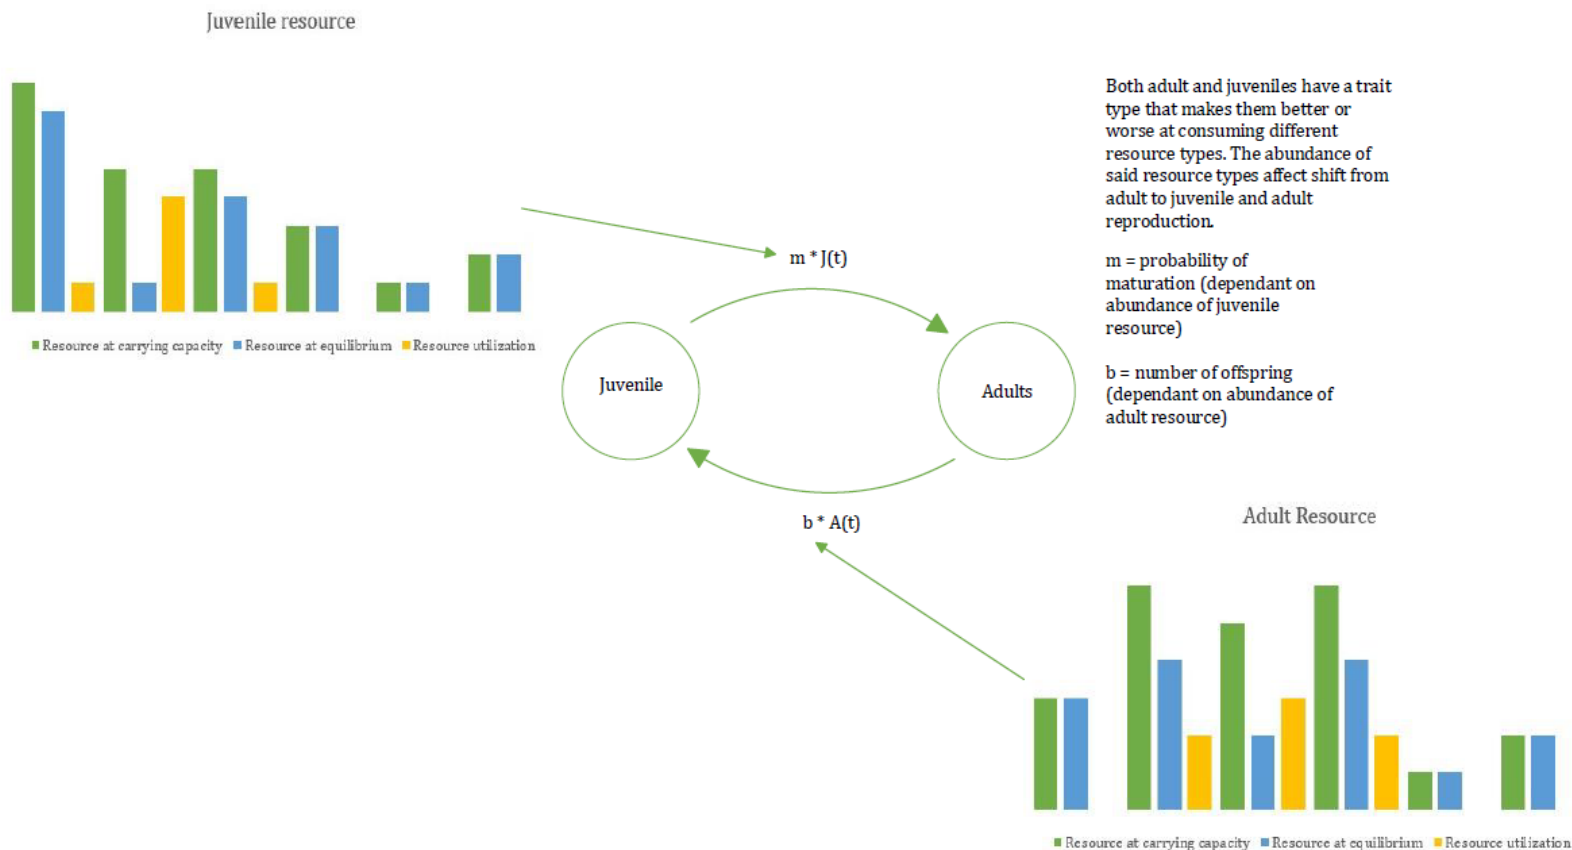 Juvenile resource
Resource at carrying capacity Resource at equilibrium Resource utilization
Both adult and juveniles have a trait
type that makes them better or
worse at consuming different
resource types. The abundance of
said resource types affect shift from
adult to juvenile and adult
reproduction.
m = probability of
maturation (dependant on
abundance of juvenile
resource)
b = number of offspring
(dependant on abundance of
adult resource)
m * J(t)
Juvenile
Adults
b * A(t)
Adult Resource
Resource at carrying capacity Resource at equilibrium Resource utilization